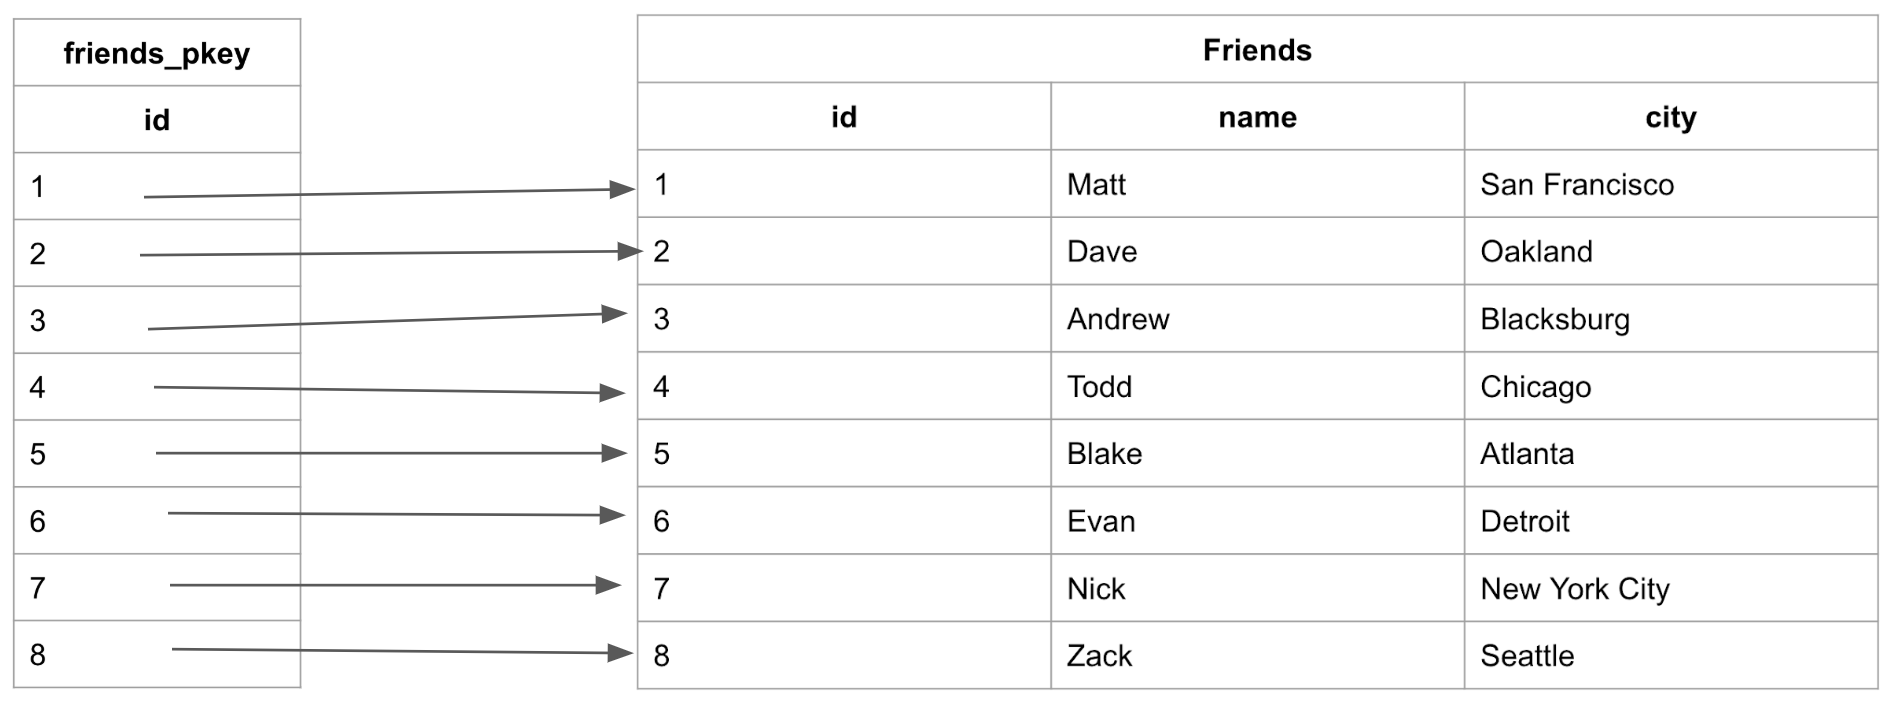 friends_pkey
id
1
2
3
4
5
6
7
8
Friends
id name city
1 Matt San Francisco
2 Dave Oakland
3 Andrew Blacksburg
4 Todd Chicago
5 Blake Atlanta
6 Evan Detroit
7 Nick New York City
8 Zack Seattle